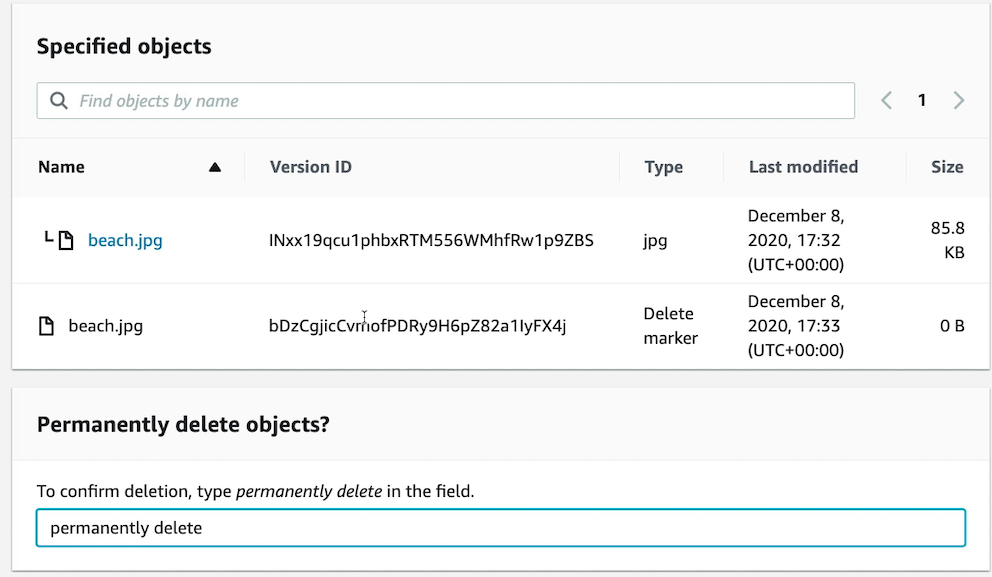 Specified objects
Find objects by name
1
Name Version ID Type Last modified Size
beach.jpg INxx19qcu1phbxRTM556WMhfRw1p9ZBS jpg December 8, 2020, 17:32 (UTC+00:00) 85.8 KB
beach.jpg Delete marker December 8, 2020, 17:33 (UTC+00:00) 0 B
Permanently delete objects?
To confirm deletion, type permanently delete in the field.
permanently delete